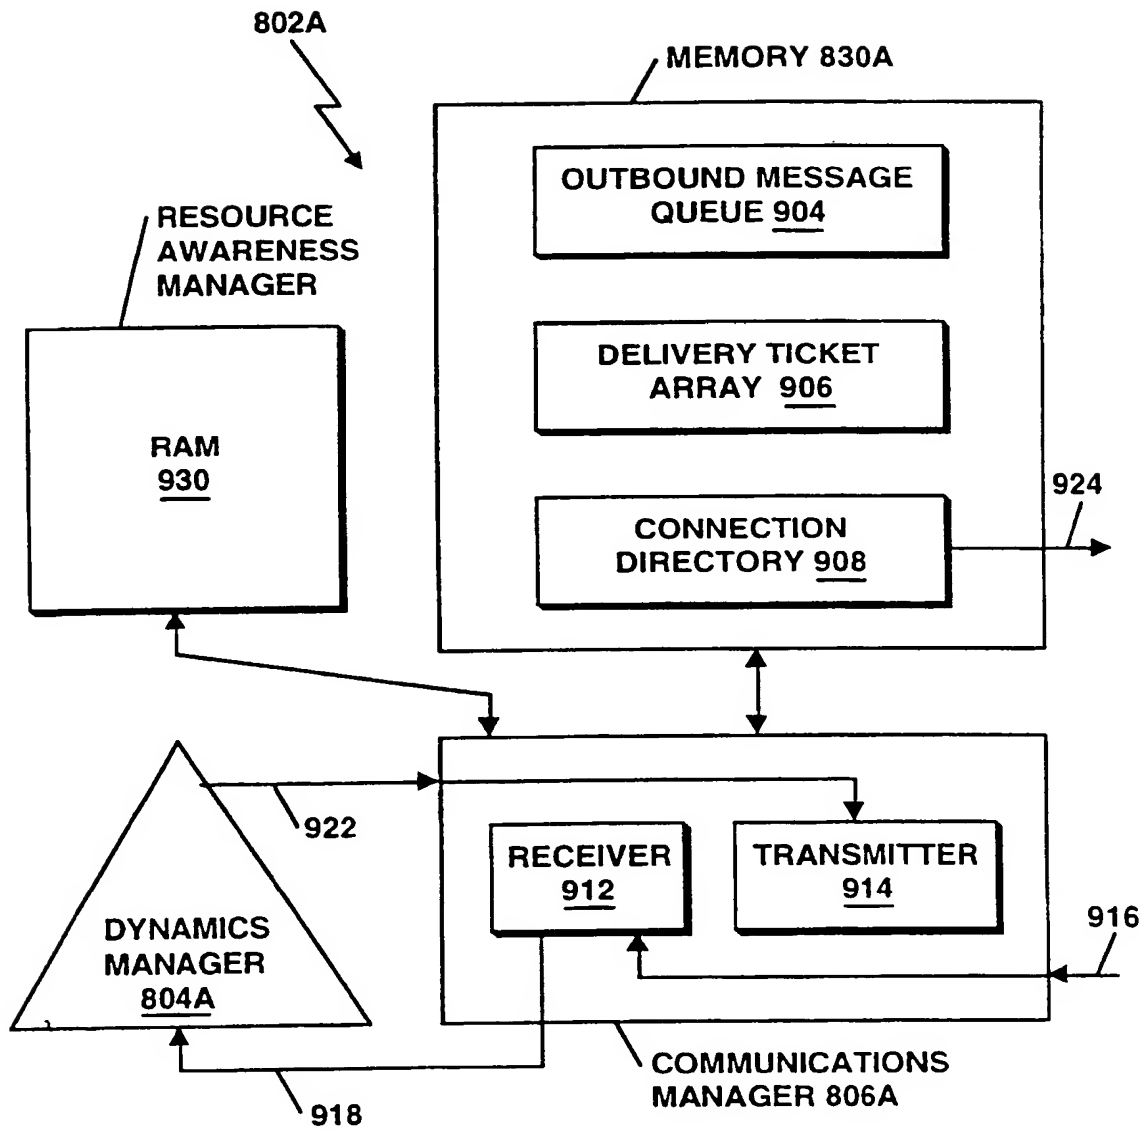 802A
MEMORY 830A
OUTBOUND MESSAGE
QUEUE 904
RESOURCE
AWARENESS
MANAGER
DELIVERY TICKET
ARRAY 906
RAM
930
924
CONNECTION
DIRECTORY 908
922
RECEIVER
912
TRANSMITTER
914
916
DYNAMICS
MANAGER
804A
COMMUNICATIONS
MANAGER 806A
918